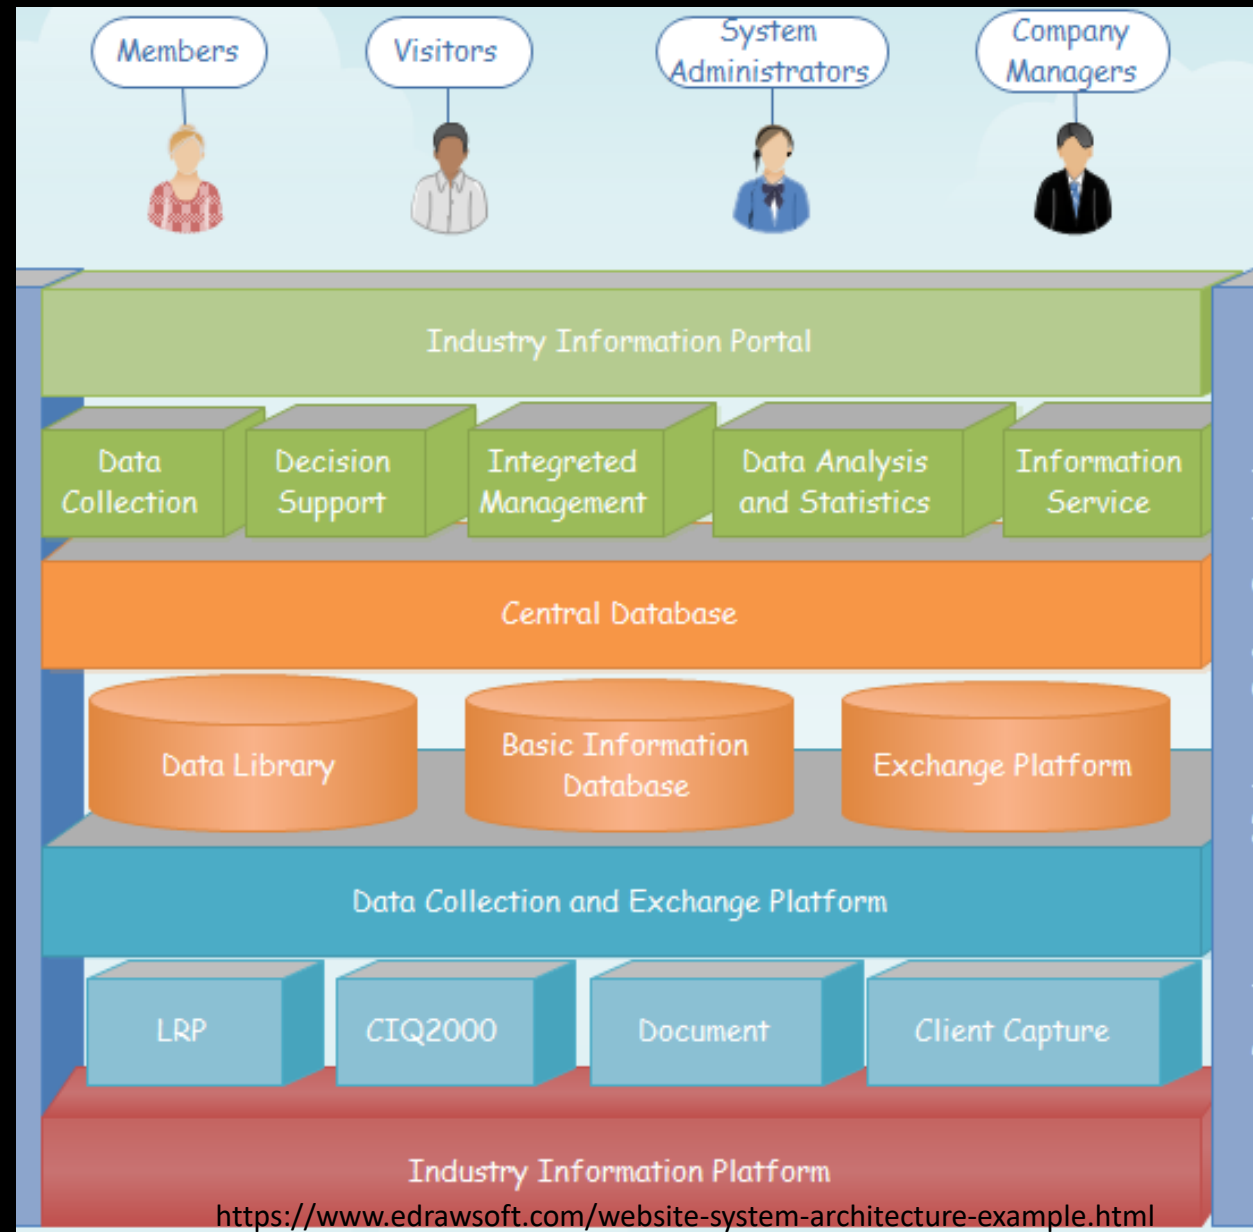 Members
Visitors
System
Administrators
Company
Managers
Industry Information Portal
Data
Collection
Decision
Support
Integreted
Management
Data Analysis
and Statistics
Information
Service
Central Database
Data Library
Basic Information
Database
Exchange Platform
Data Collection and Exchange Platform
LRP
CIQ2000
Document
Client Capture
Industry Information Platform
https://www.edrawsoft.com/website-system-architecture-example.html